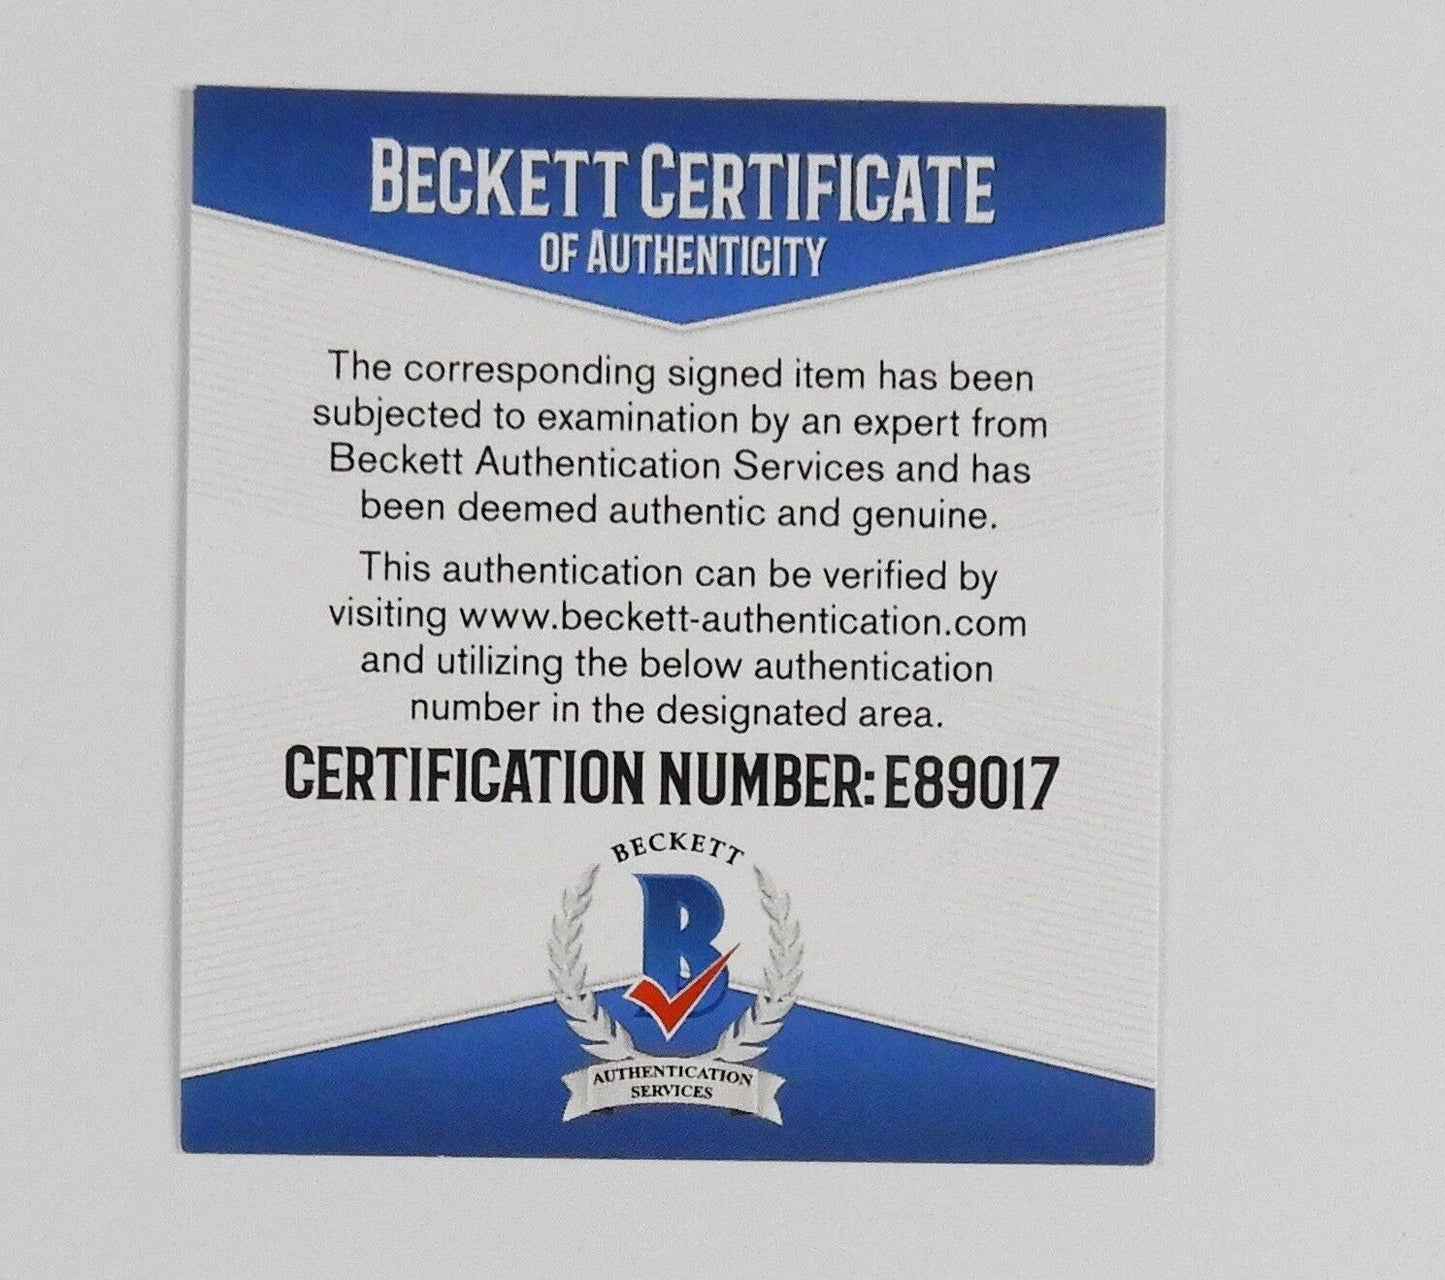 BECKETT CERTIFICATE
OF AUTHENTICITY
The corresponding signed item has been
subjected to examination by an expert from
Beckett Authentication Services and has
been deemed authentic and genuine.
This authentication can be verified by
visiting www.beckett-authentication.com
and utilizing the below authentication
number in the designated area.
CERTIFICATION NUMBER: E89017
BECKETT
B
AUTHENTICATION
SERVICES